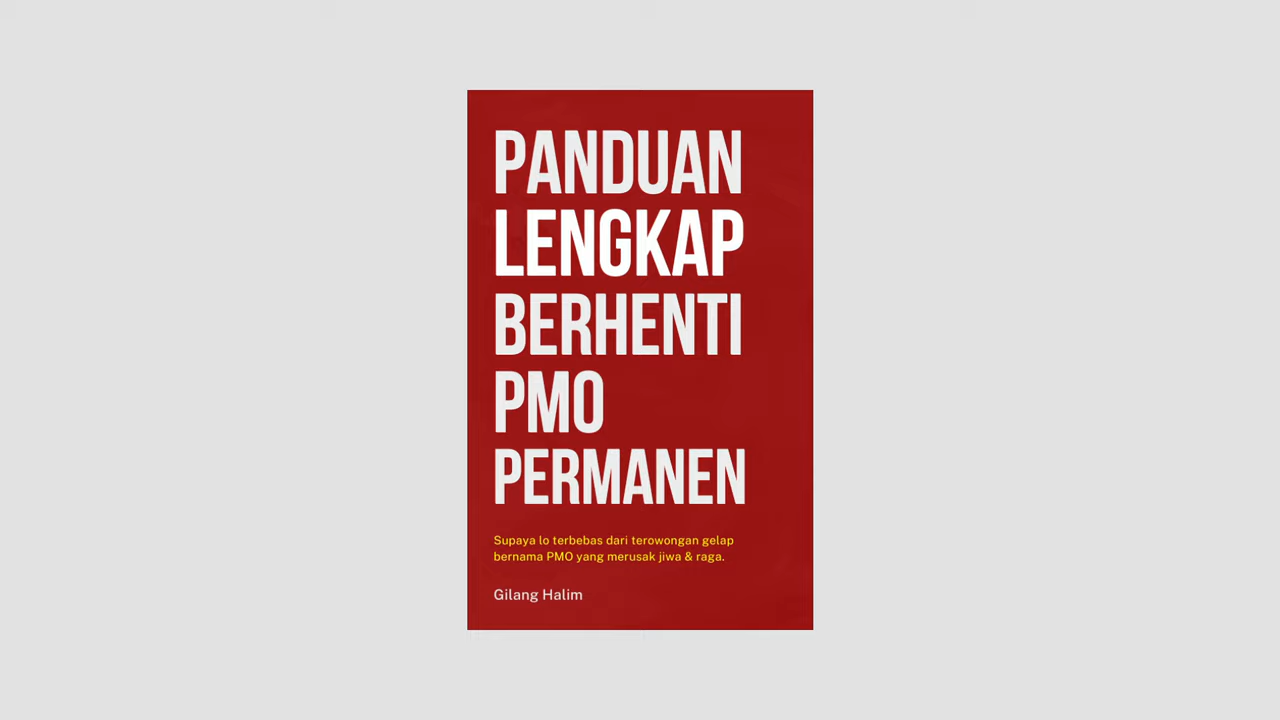 PANDUAN
LENGKAP
BERHENTI
PMO
PERMANEN
Supaya lo terbebas dari terowongan gelap
bernama PMO yang merusak jiwa & raga.
Gilang Halim